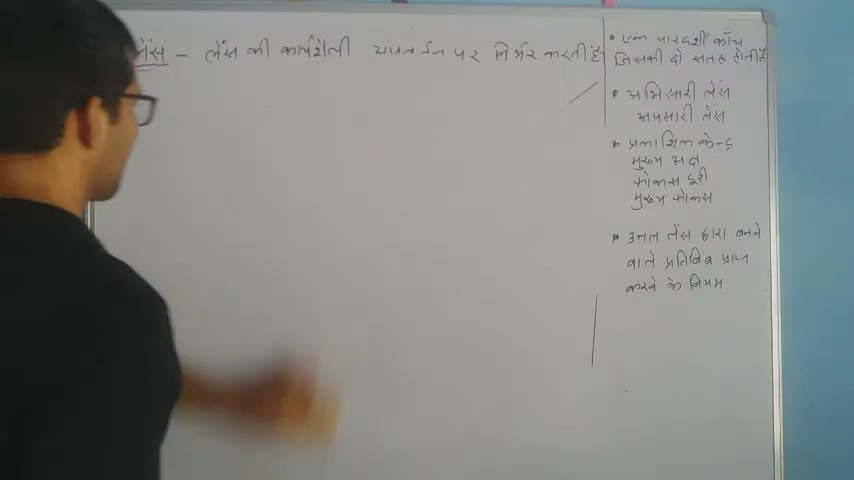 लेंस - लेंस की कार्यशैली अपवर्तन पर निर्भर करती है
• एक पारदर्शी काँच
जिसकी दो सतह होती है
• अभिसारी लेंस
अपसारी लेंस
• प्रकाशिक केन्द्र
मुख्य अक्ष
फोकस दूरी
मुख्य फोकस
• उत्तल लेंस द्वारा बनने
वाले प्रतिबिंब प्राप्त
करने के नियम